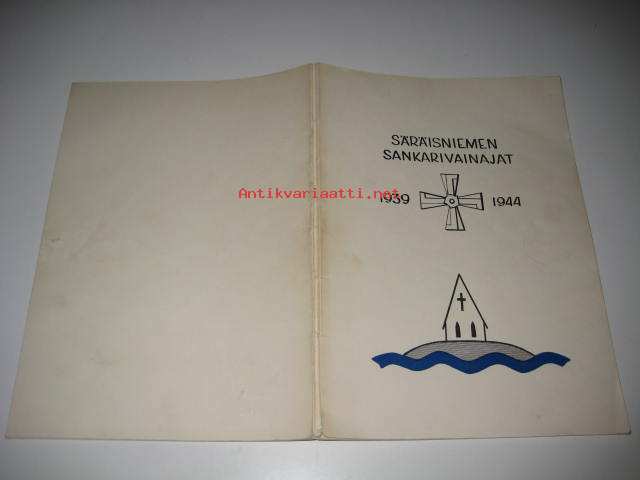 SÄRÄISNIEMEN
SANKARIVAINAJAT
Antikvariaatti.net
1939 1944